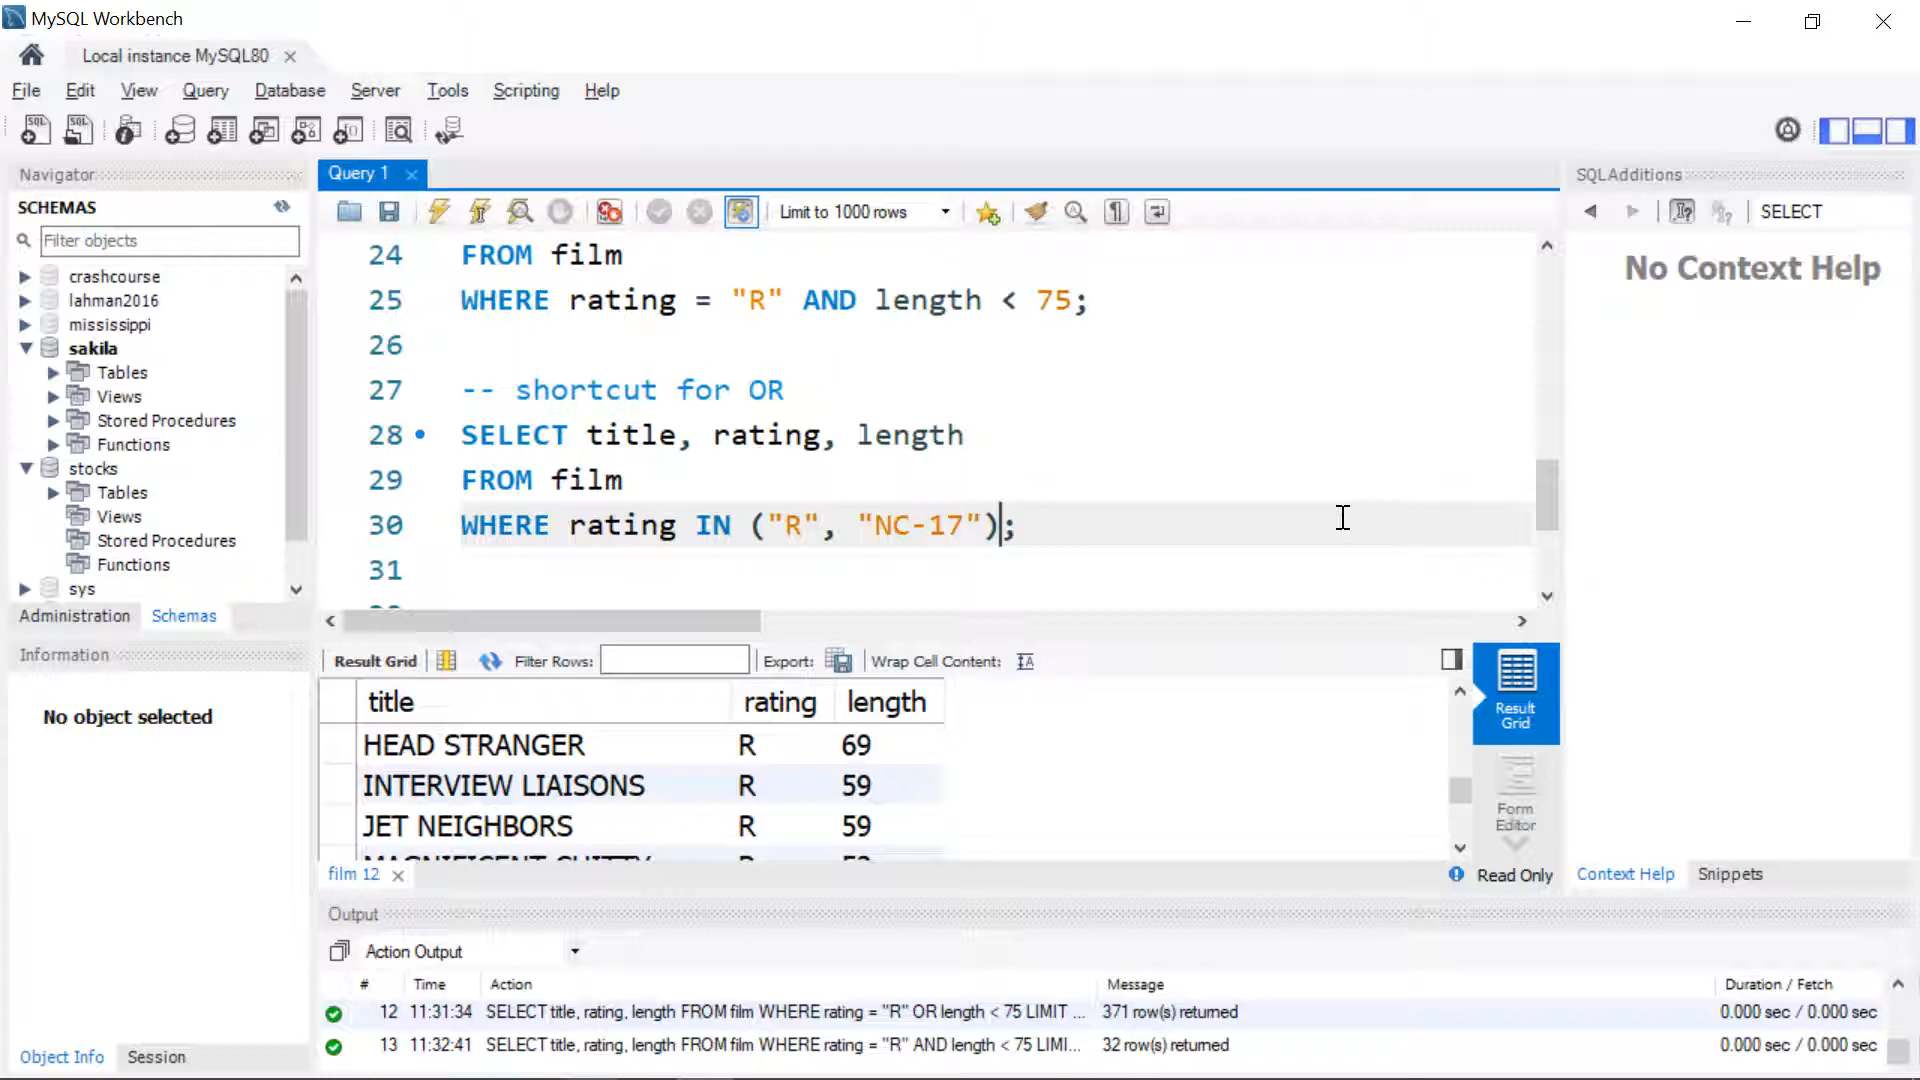 MySQL Workbench
Local instance MySQL80
File Edit View Query Database Server Tools Scripting Help
Navigator
SCHEMAS
Filter objects
crashcourse
lahman2016
mississippi
sakila
Tables
Views
Stored Procedures
Functions
stocks
Tables
Views
Stored Procedures
Functions
sys
Administration Schemas
Information
No object selected
Object Info Session
Query 1
Limit to 1000 rows
24 FROM film
25 WHERE rating = "R" AND length < 75;
26
27 -- shortcut for OR
28 SELECT title, rating, length
29 FROM film
30 WHERE rating IN ("R", "NC-17");
31
Result Grid Filter Rows: Export: Wrap Cell Content:
title rating length
HEAD STRANGER R 69
INTERVIEW LIAISONS R 59
JET NEIGHBORS R 59
Result
Grid
Form
Editor
film 12
Read Only
SQLAdditions
SELECT
No Context Help
Context Help Snippets
Output
Action Output
# Time Action Message Duration / Fetch
12 11:31:34 SELECT title, rating, length FROM film WHERE rating = "R" OR length < 75 LIMIT ... 371 row(s) returned 0.000 sec / 0.000 sec
13 11:32:41 SELECT title, rating, length FROM film WHERE rating = "R" AND length < 75 LIMI... 32 row(s) returned 0.000 sec / 0.000 sec